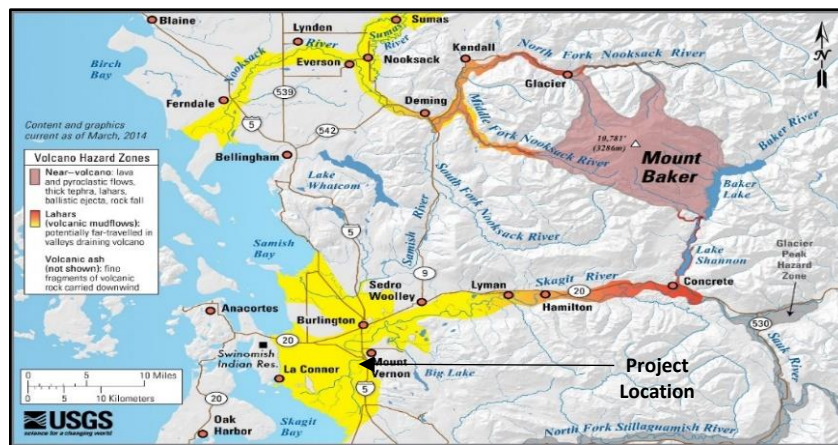 Blaine
Sumas
Lynden
River
Sumas
River
Kendall
North Fork Nooksack River
Birch
Bay
Nooksack
Everson
Nooksack
Glacier
Ferndale
539
Deming
Middle Fork Nooksack River
N
Content and graphics
current as of March, 2014
5
542
10,781'
(3286m)
Baker River
Volcano Hazard Zones
Near-volcano: lava
and pyroclastic flows,
thick tephra, lahars,
ballistic ejecta, rock fall
Lahars
(volcanic mudflows):
potentially far-travelled in
valleys draining volcano
Volcanic ash
(not shown): fine
fragments of volcanic
rock carried downwind
Bellingham
Lake
Whatcom
South Fork Nooksack River
Mount
Baker
Baker
Lake
Samish River
5
Samish
Bay
9
Lake
Shannon
Glacier
Peak
Hazard
Zone
Sedro
Woolley
Lyman
Skagit River
20
Concrete
Anacortes
Burlington
Hamilton
20
530
Swinomish
Indian Res.
Mount
Vernon
Project
Location
Sauk River
0 10 Miles
0 10 Kilometers
La Conner
5
Big Lake
20
USGS
science for a changing world
Oak
Harbor
Skagit
Bay
North Fork Stillaguamish River